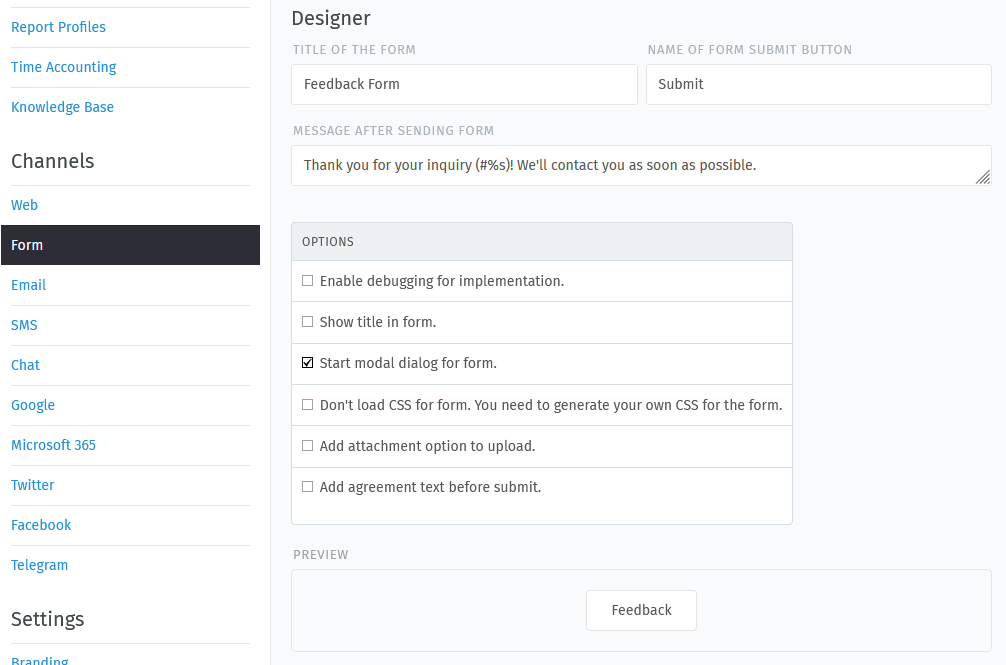 Report Profiles
Time Accounting
Knowledge Base
Channels
Web
Form
Email
SMS
Chat
Google
Microsoft 365
Twitter
Facebook
Telegram
Settings
Branding
Designer
TITLE OF THE FORM
Feedback Form
NAME OF FORM SUBMIT BUTTON
Submit
MESSAGE AFTER SENDING FORM
Thank you for your inquiry (#%s)! We'll contact you as soon as possible.
OPTIONS
Enable debugging for implementation.
Show title in form.
Start modal dialog for form.
Don't load CSS for form. You need to generate your own CSS for the form.
Add attachment option to upload.
Add agreement text before submit.
PREVIEW
Feedback